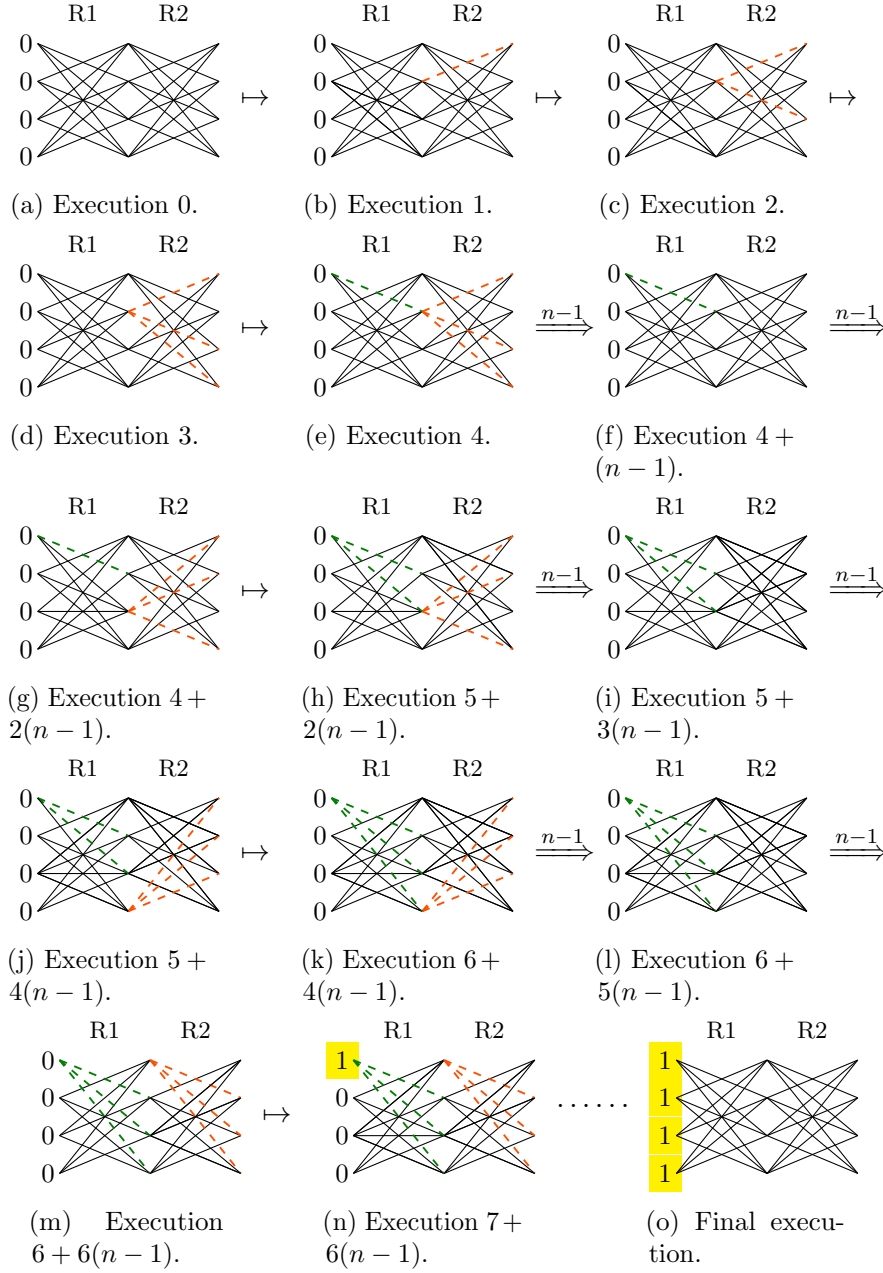 R1 R2 R1 R2 R1 R2
0 0 0
0 ↦ 0 ↦ 0 ↦
0 0 0
0 0 0
(a) Execution 0. (b) Execution 1. (c) Execution 2.
R1 R2 R1 R2 R1 R2
0 0 0
0 ↦ 0 n−1 ⟹ 0 n−1 ⟹
0 0 0
0 0 0
(d) Execution 3. (e) Execution 4. (f) Execution 4 +
(n − 1).
R1 R2 R1 R2 R1 R2
0 0 0
0 ↦ 0 n−1 ⟹ 0 n−1 ⟹
0 0 0
0 0 0
(g) Execution 4 + (h) Execution 5 + (i) Execution 5 +
2(n − 1). 2(n − 1). 3(n − 1).
R1 R2 R1 R2 R1 R2
0 0 0
0 ↦ 0 n−1 ⟹ 0 n−1 ⟹
0 0 0
0 0 0
(j) Execution 5 + (k) Execution 6 + (l) Execution 6 +
4(n − 1). 4(n − 1). 5(n − 1).
R1 R2 R1 R2 R1 R2
0 1 1
0 ↦ 0 ...... 1
0 0 1
0 0 1
(m) Execution (n) Execution 7 + (o) Final execu-
6 + 6(n − 1). 6(n − 1). tion.